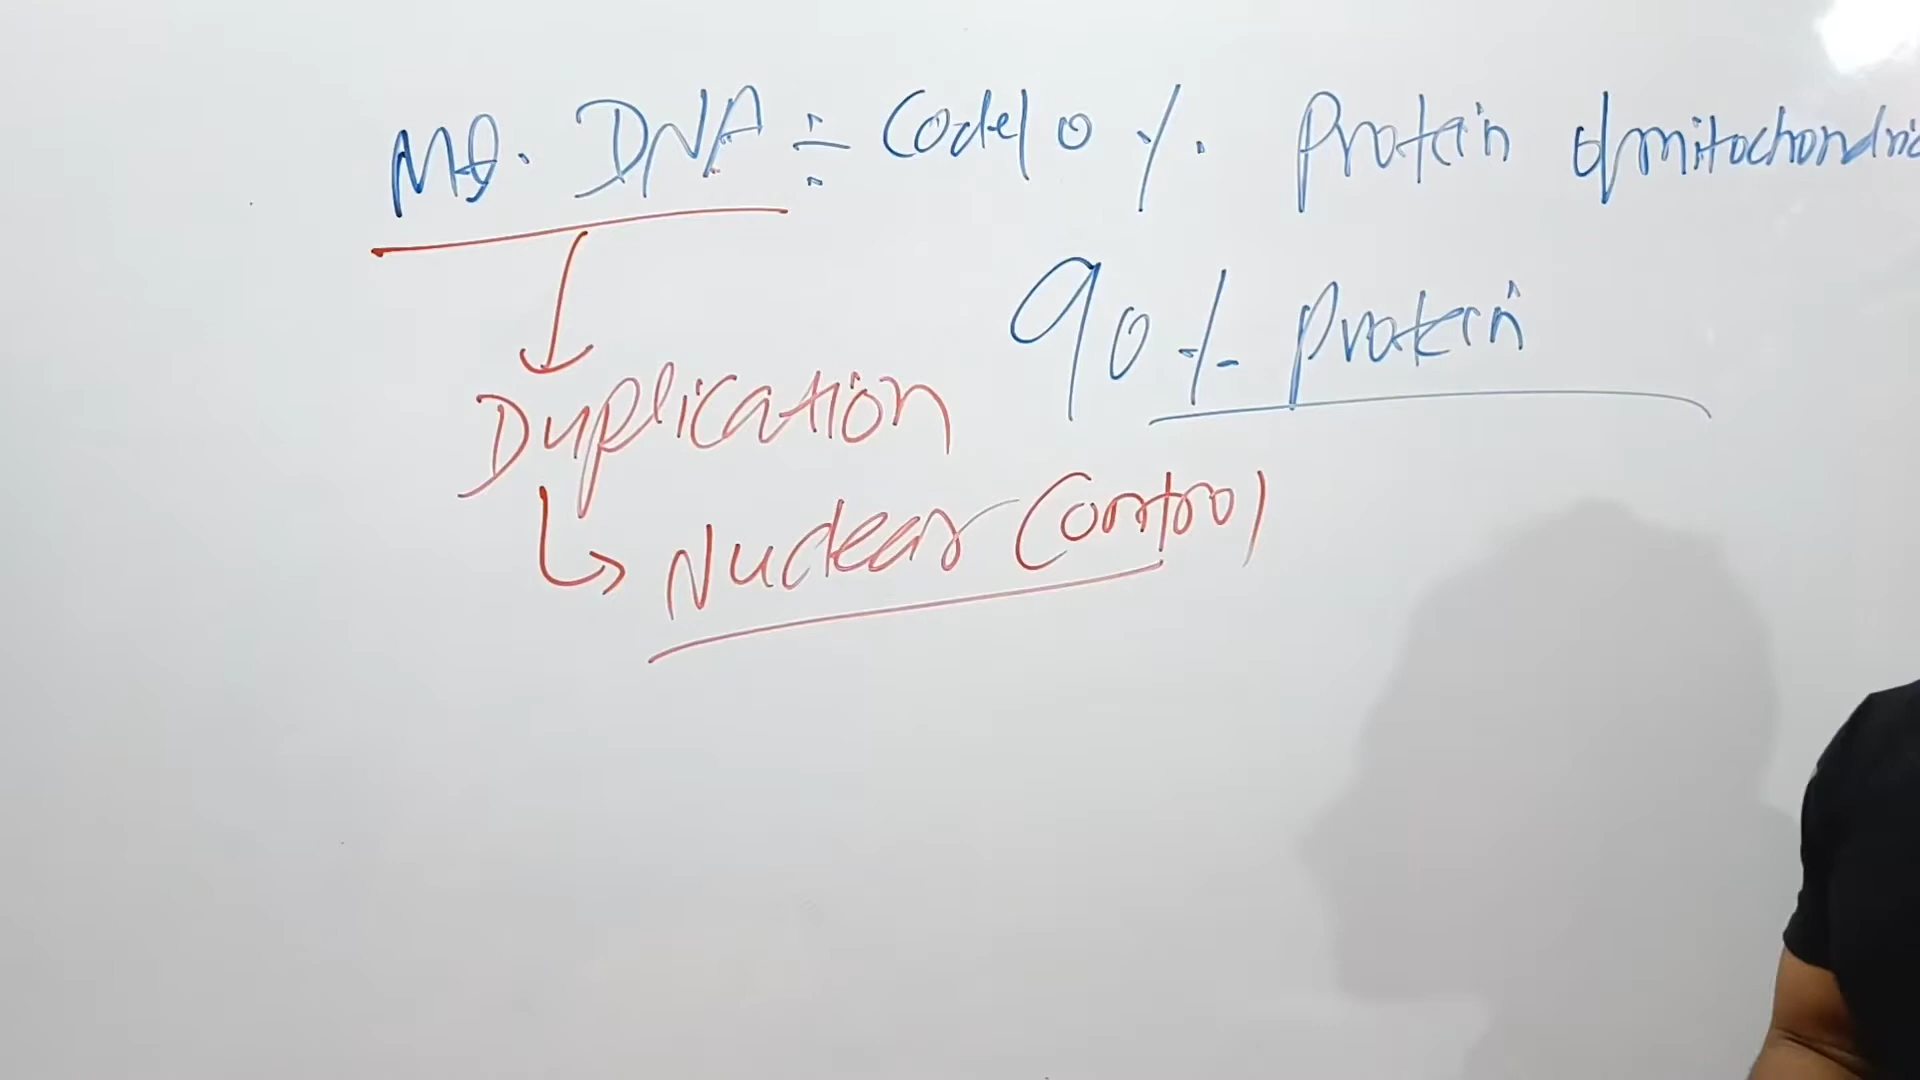 Mt. DNA ÷ Code 10 %. Protein of mitochondria
90 % Protein
Duplication
↳ Nuclear Control